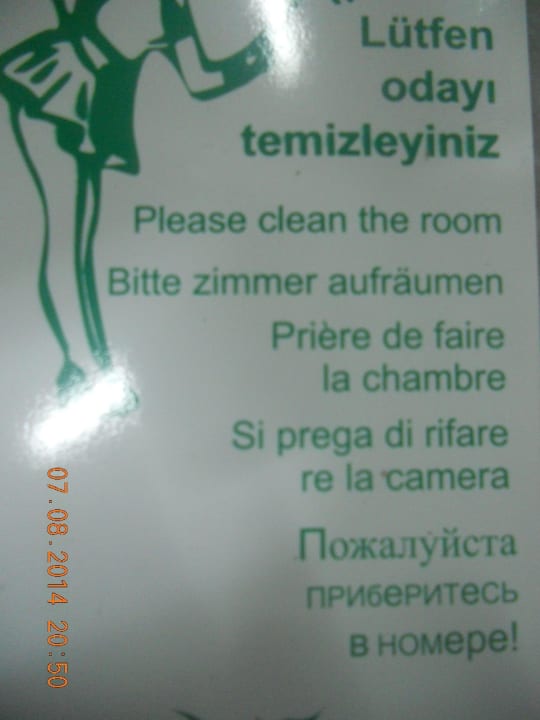 Lütfen
odayı
temizleyiniz
Please clean the room
Bitte zimmer aufräumen
Prière de faire
la chambre
Si prega di rifare
re la camera
Пожалуйста
приберитесь
в номере!
07.08.2014 20:50